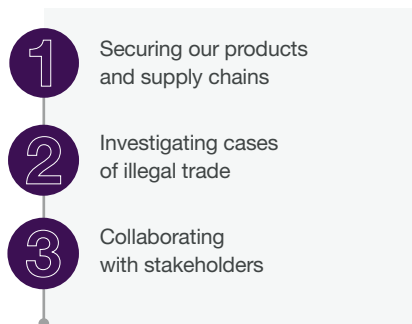 1
Securing our products
and supply chains
2
Investigating cases
of illegal trade
3
Collaborating
with stakeholders